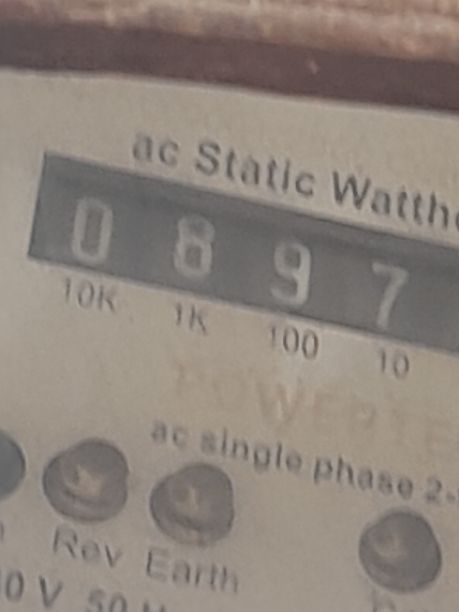 ac Static Watth
0 8 9 7
10K 1K 100 10
POWERTE
ac single phase 2-
Rev Earth
0 V 50